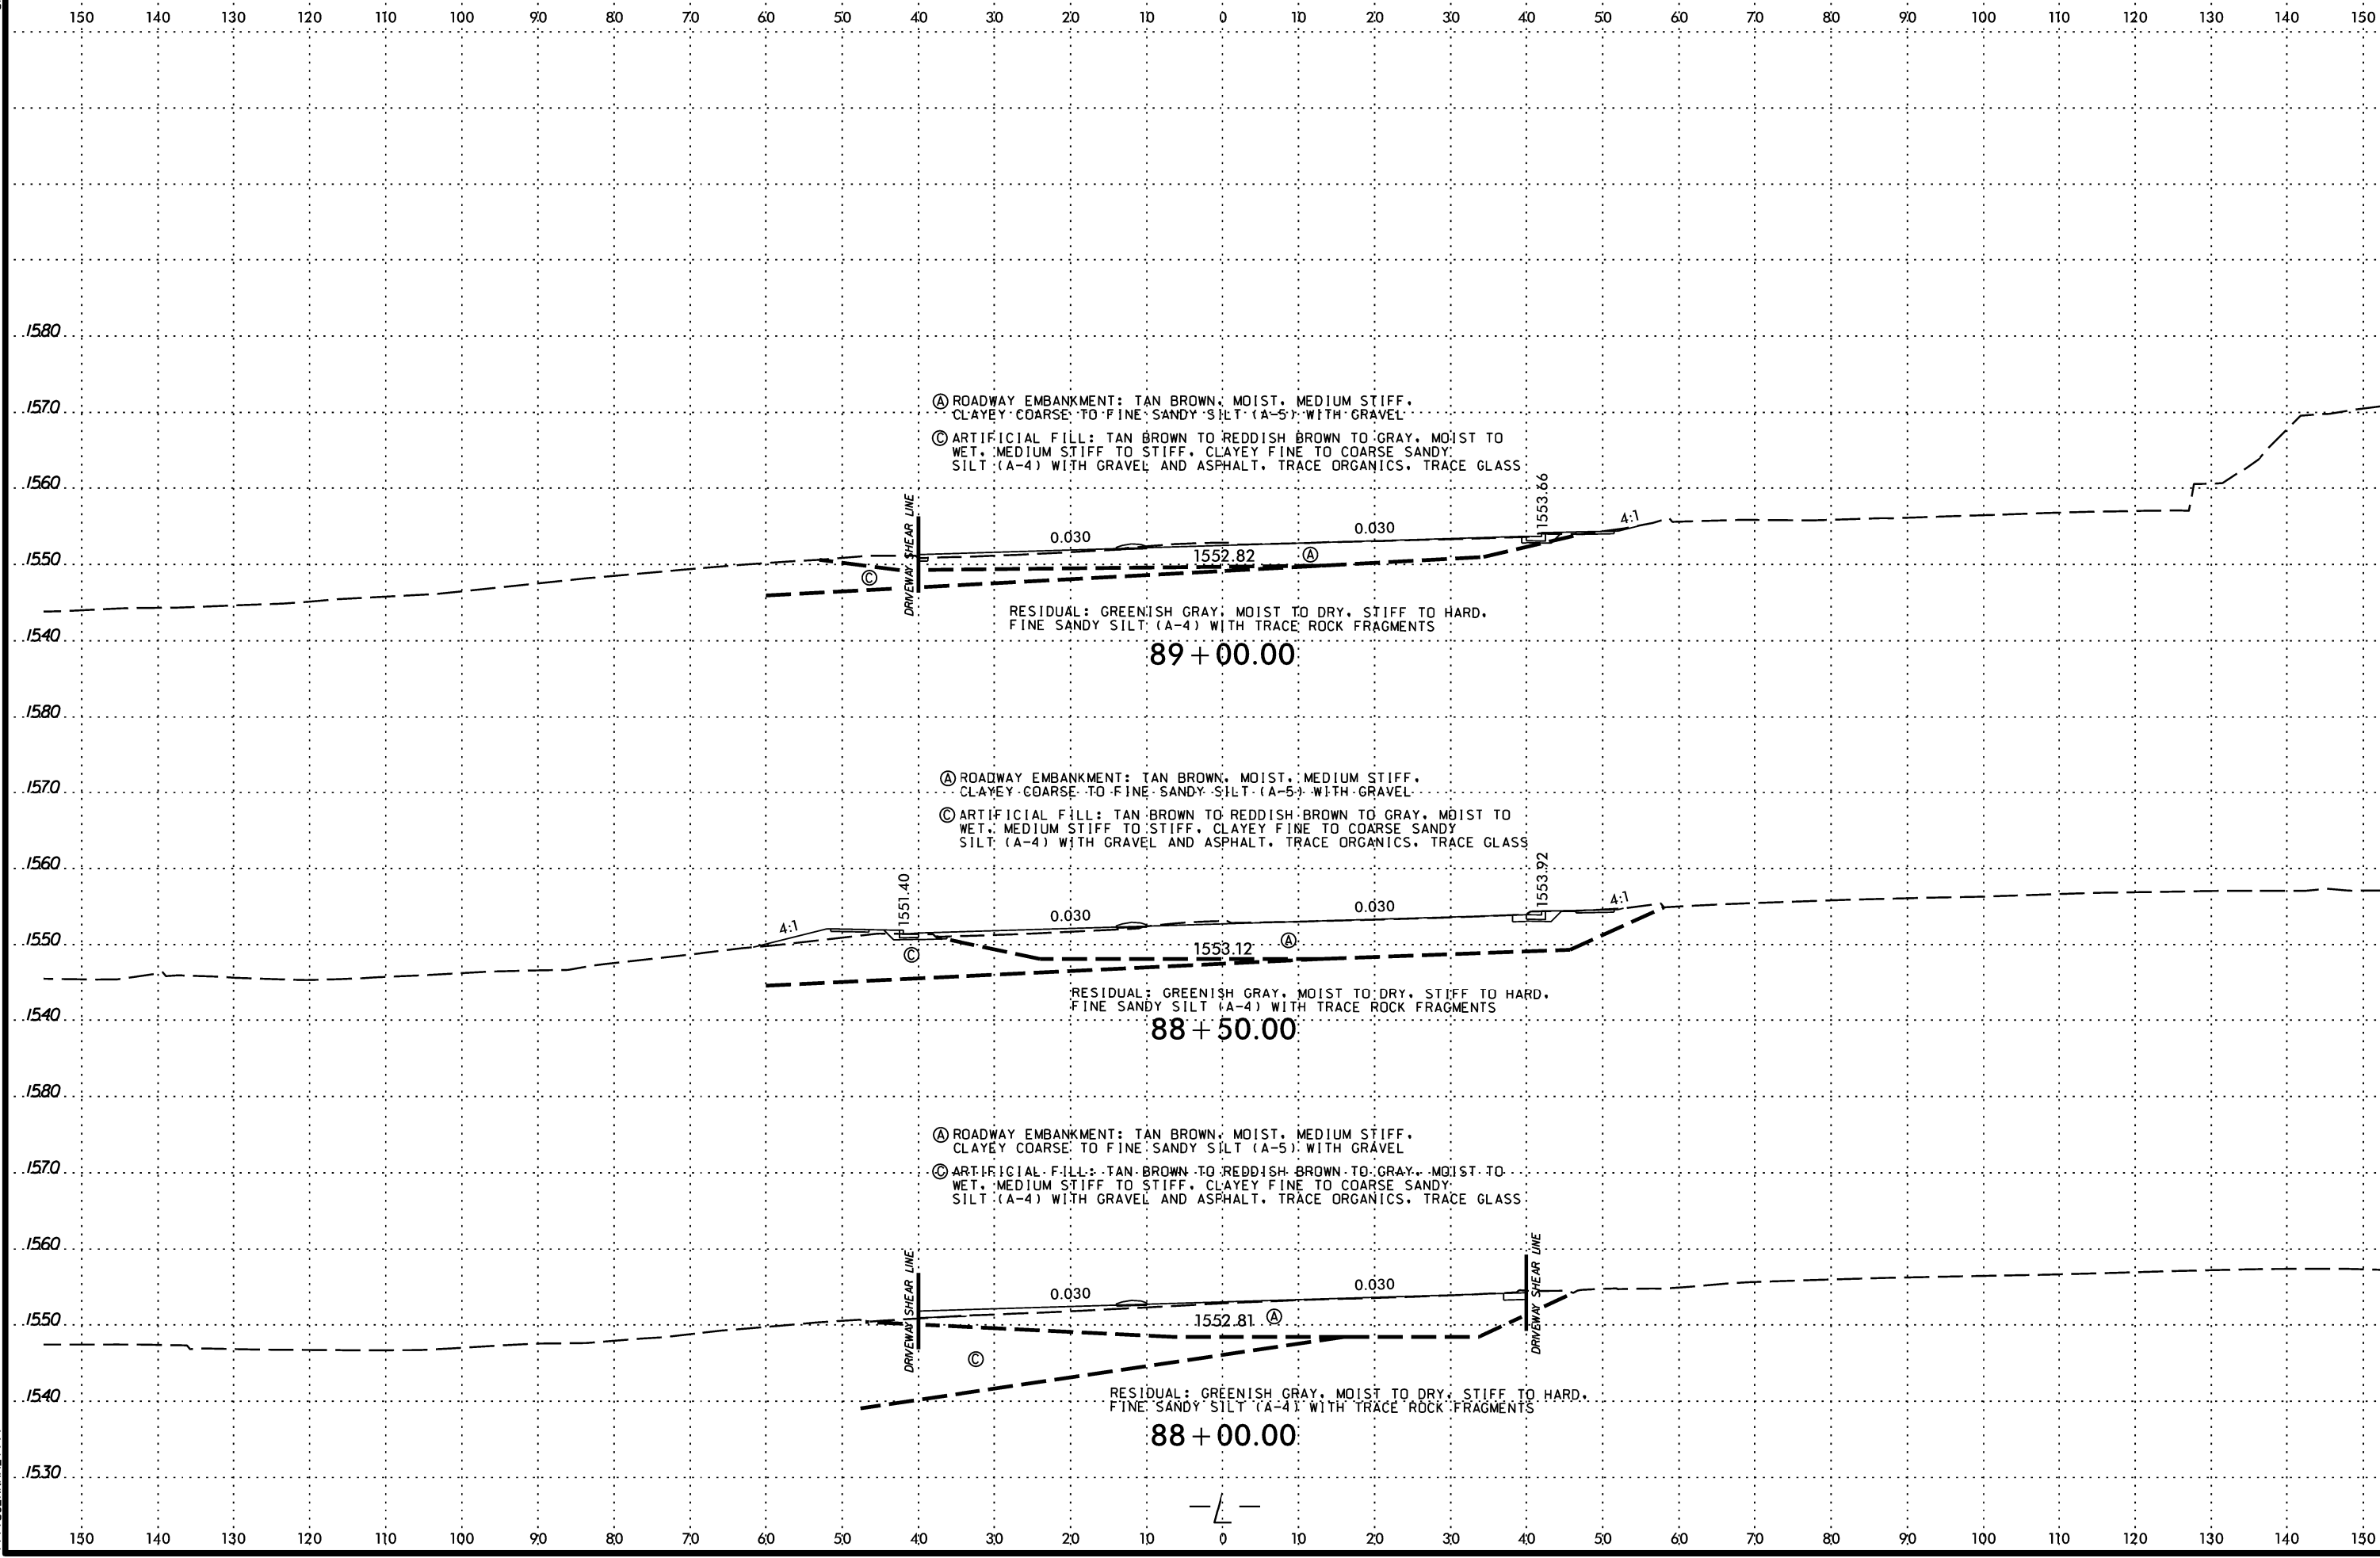 150 140 130 120 110 100 90 80 70 60 50 40 30 20 10 0 10 20 30 40 50 60 70 80 90 100 110 120 130 140 150
1580
1570
Ⓐ ROADWAY EMBANKMENT: TAN BROWN, MOIST, MEDIUM STIFF,
CLAYEY COARSE TO FINE SANDY SILT (A-5) WITH GRAVEL
Ⓒ ARTIFICIAL FILL: TAN BROWN TO REDDISH BROWN TO GRAY, MOIST TO
WET, MEDIUM STIFF TO STIFF, CLAYEY FINE TO COARSE SANDY
SILT (A-4) WITH GRAVEL AND ASPHALT, TRACE ORGANICS, TRACE GLASS
1560
DRIVEWAY SHEAR LINE
0.030
0.030
1553.66
4:1
1550
1552.82
Ⓐ
Ⓒ
RESIDUAL: GREENISH GRAY, MOIST TO DRY, STIFF TO HARD,
FINE SANDY SILT (A-4) WITH TRACE ROCK FRAGMENTS
1540
89+00.00
1580
1570
Ⓐ ROADWAY EMBANKMENT: TAN BROWN, MOIST, MEDIUM STIFF,
CLAYEY COARSE TO FINE SANDY SILT (A-5) WITH GRAVEL
Ⓒ ARTIFICIAL FILL: TAN BROWN TO REDDISH BROWN TO GRAY, MOIST TO
WET, MEDIUM STIFF TO STIFF, CLAYEY FINE TO COARSE SANDY
SILT (A-4) WITH GRAVEL AND ASPHALT, TRACE ORGANICS, TRACE GLASS
1560
4:1
1551.40
0.030
0.030
1553.92
4:1
1550
Ⓒ
1553.12
Ⓐ
RESIDUAL: GREENISH GRAY, MOIST TO DRY, STIFF TO HARD,
FINE SANDY SILT (A-4) WITH TRACE ROCK FRAGMENTS
1540
88+50.00
1580
Ⓐ ROADWAY EMBANKMENT: TAN BROWN, MOIST, MEDIUM STIFF,
CLAYEY COARSE TO FINE SANDY SILT (A-5) WITH GRAVEL
1570
Ⓒ ARTIFICIAL FILL: TAN BROWN TO REDDISH BROWN TO GRAY, MOIST TO
WET, MEDIUM STIFF TO STIFF, CLAYEY FINE TO COARSE SANDY
SILT (A-4) WITH GRAVEL AND ASPHALT, TRACE ORGANICS, TRACE GLASS
1560
DRIVEWAY SHEAR LINE
0.030
0.030
DRIVEWAY SHEAR LINE
1550
1552.81
Ⓐ
Ⓒ
1540
RESIDUAL: GREENISH GRAY, MOIST TO DRY, STIFF TO HARD,
FINE SANDY SILT (A-4) WITH TRACE ROCK FRAGMENTS
88+00.00
1530
-L-
150 140 130 120 110 100 90 80 70 60 50 40 30 20 10 0 10 20 30 40 50 60 70 80 90 100 110 120 130 140 150